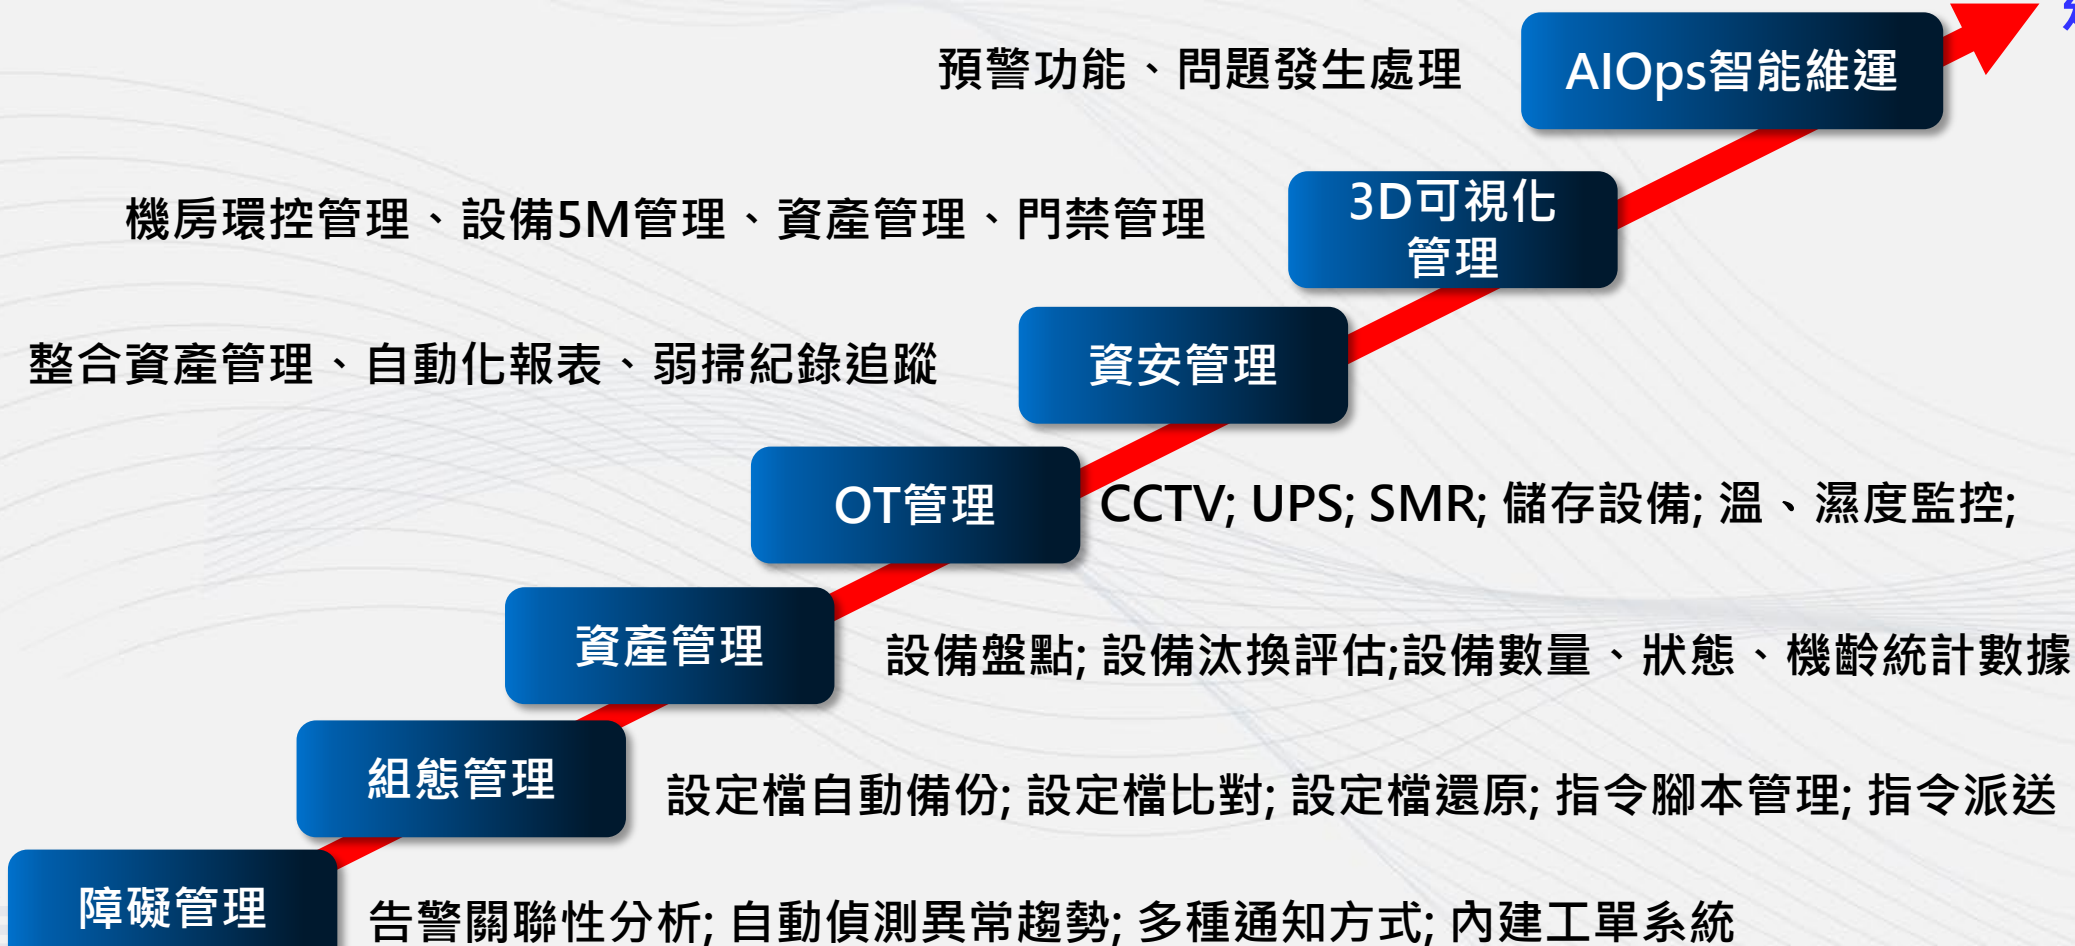 預警功能、問題發生處理
AIOps智能維運
機房環控管理、設備5M管理、資產管理、門禁管理
3D可視化
管理
整合資產管理、自動化報表、弱掃紀錄追蹤
資安管理
OT管理
CCTV; UPS; SMR; 儲存設備; 溫、濕度監控;
資產管理
設備盤點; 設備汰換評估;設備數量、狀態、機齡統計數據
組態管理
設定檔自動備份; 設定檔比對; 設定檔還原; 指令腳本管理; 指令派送
障礙管理
告警關聯性分析; 自動偵測異常趨勢; 多種通知方式; 內建工單系統